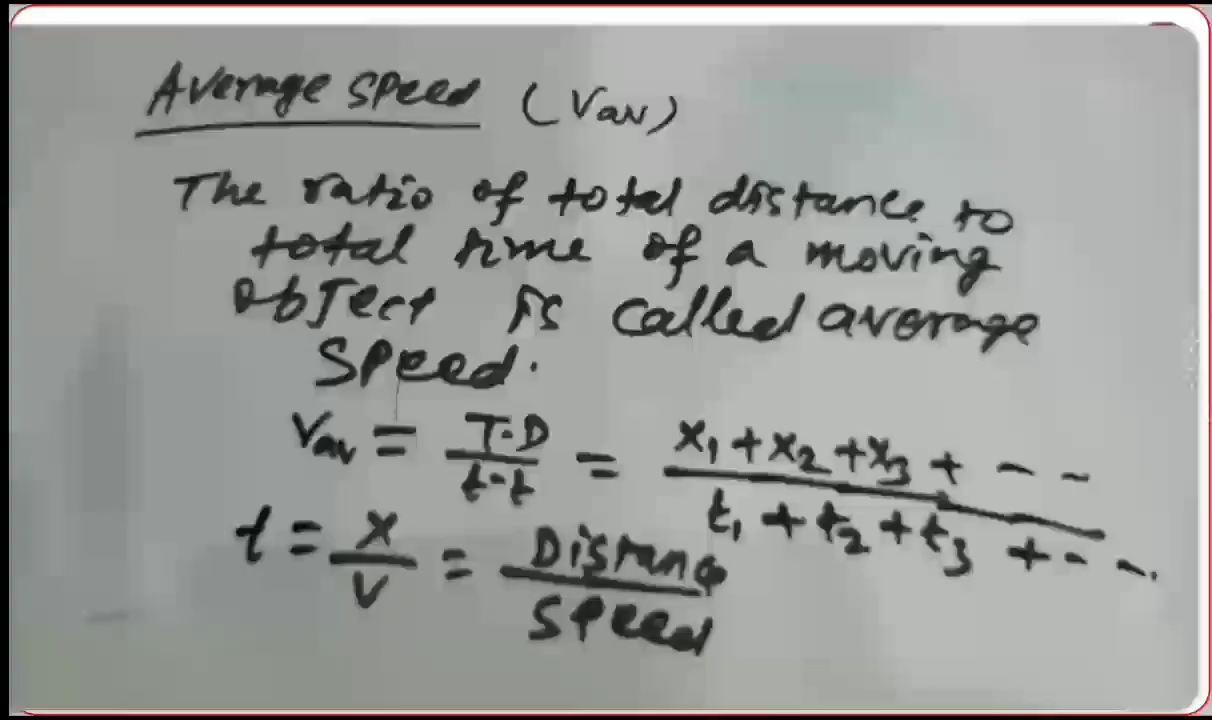 Average speed (Vav)
The ratio of total distance to
total time of a moving
object is called average
speed.
Vav = T.D / t.t = x1 + x2 + x3 + - - / t1 + t2 + t3 + - - .
t = x / v = Distance / speed